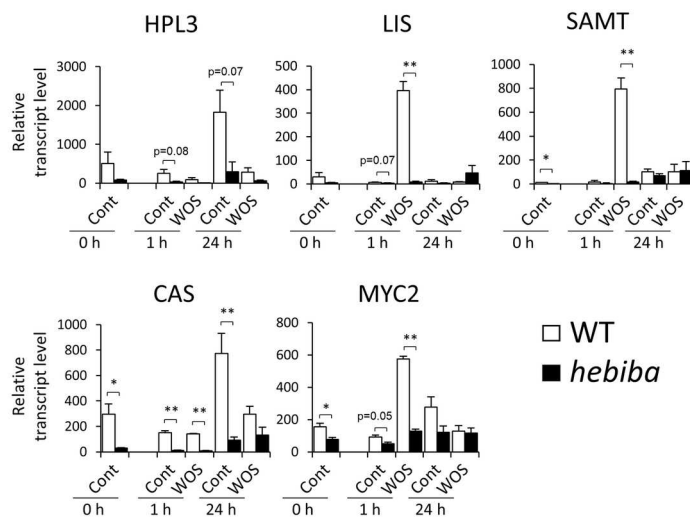 HPL3
LIS
SAMT
Relative transcript level
3000
2000
1000
0
p=0.08
p=0.07
Cont
Cont
WOS
Cont
WOS
0 h
1 h
24 h
500
400
300
200
100
0
p=0.07
**
Cont
Cont
WOS
Cont
WOS
0 h
1 h
24 h
1000
800
600
400
200
0
*
**
Cont
Cont
WOS
Cont
WOS
0 h
1 h
24 h
CAS
MYC2
Relative transcript level
1000
800
600
400
200
0
*
**
**
**
Cont
Cont
WOS
Cont
WOS
0 h
1 h
24 h
800
600
400
200
0
*
p=0.05
**
Cont
Cont
WOS
Cont
WOS
0 h
1 h
24 h
WT
hebiba